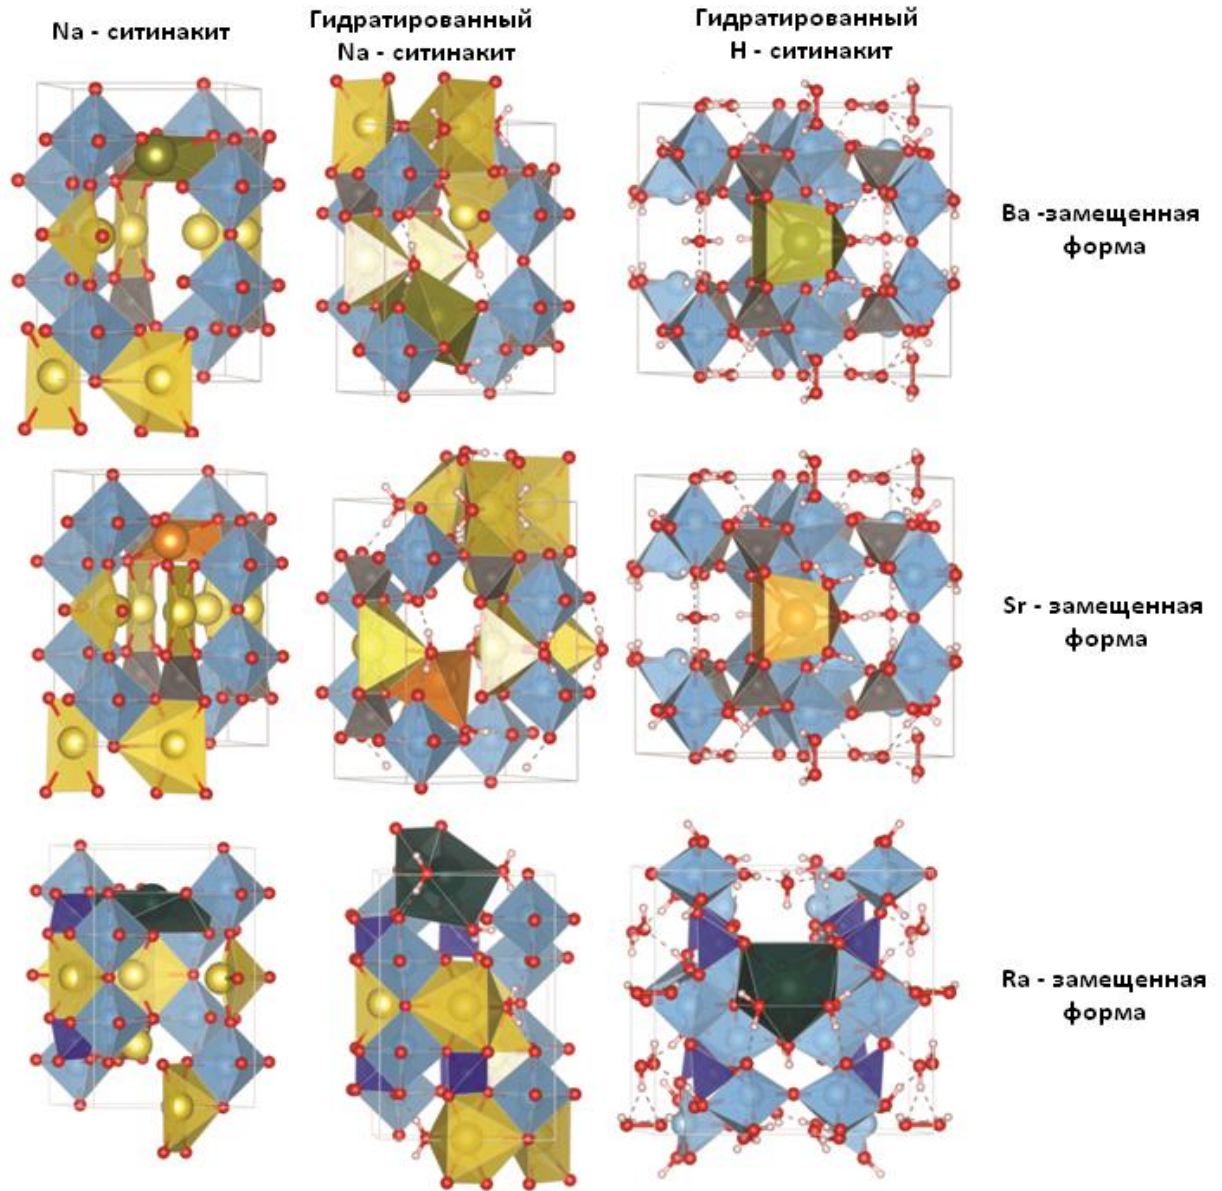 Na - ситинакит
Гидратированный
Na - ситинакит
Гидратированный
H - ситинакит
Ba -замещенная
форма
Sr - замещенная
форма
Ra - замещенная
форма